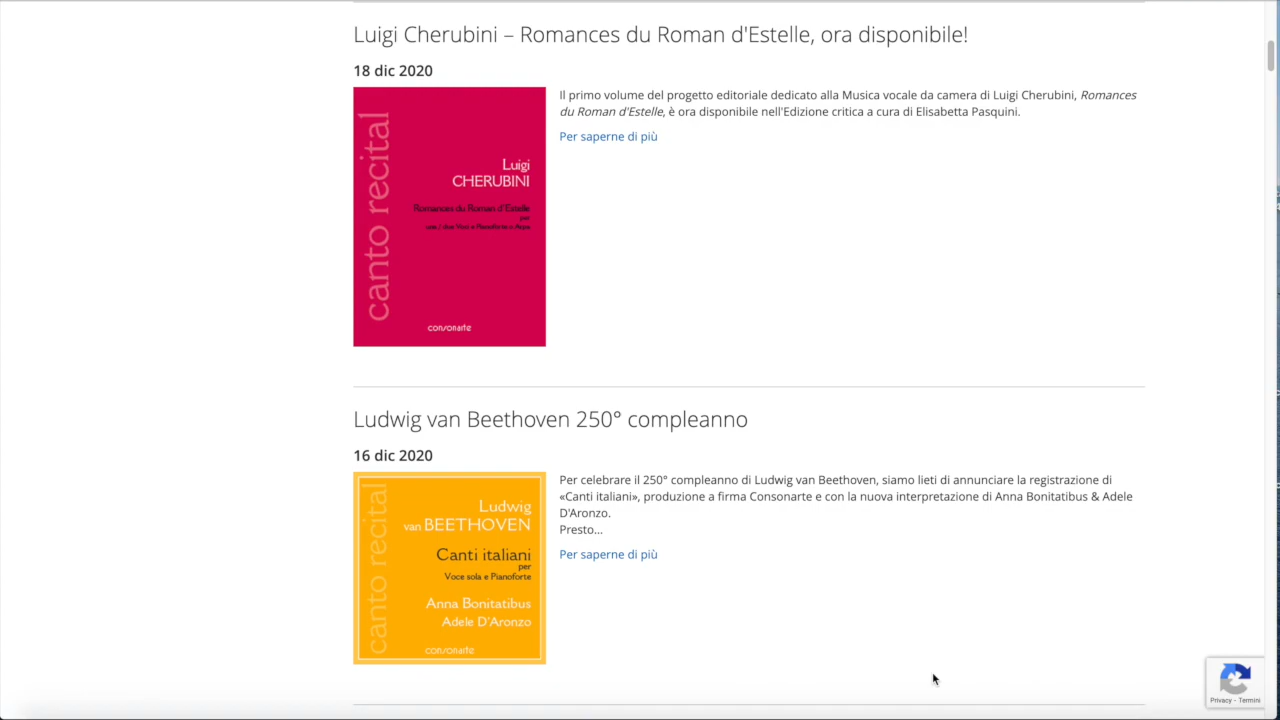 Luigi Cherubini – Romances du Roman d'Estelle, ora disponibile!
18 dic 2020
canto recital
Luigi
CHERUBINI
Romances du Roman d'Estelle
per
una / due Voci e Pianoforte o Arpa
consonarte
Il primo volume del progetto editoriale dedicato alla Musica vocale da camera di Luigi Cherubini, Romances
du Roman d'Estelle, è ora disponibile nell'Edizione critica a cura di Elisabetta Pasquini.
Per saperne di più
Ludwig van Beethoven 250° compleanno
16 dic 2020
canto recital
Ludwig
van BEETHOVEN
Canti italiani
per
Voce sola e Pianoforte
Anna Bonitatibus
Adele D'Aronzo
consonarte
Per celebrare il 250° compleanno di Ludwig van Beethoven, siamo lieti di annunciare la registrazione di
«Canti italiani», produzione a firma Consonarte e con la nuova interpretazione di Anna Bonitatibus & Adele
D'Aronzo.
Presto...
Per saperne di più
Privacy - Termini